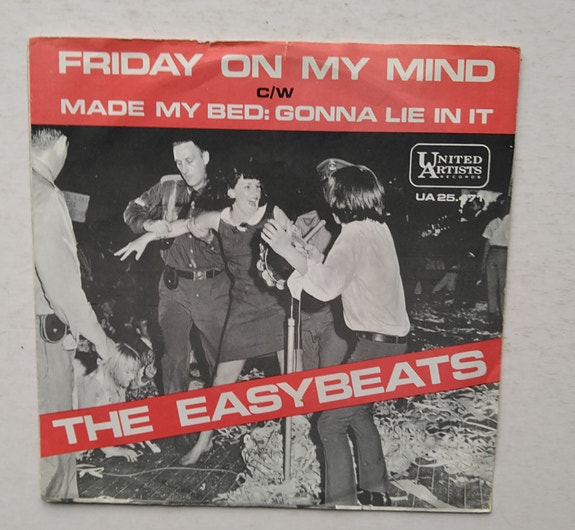 FRIDAY ON MY MIND
C/W
MADE MY BED: GONNA LIE IN IT
UNITED
ARTISTS
RECORDS
THE EASYBEATS